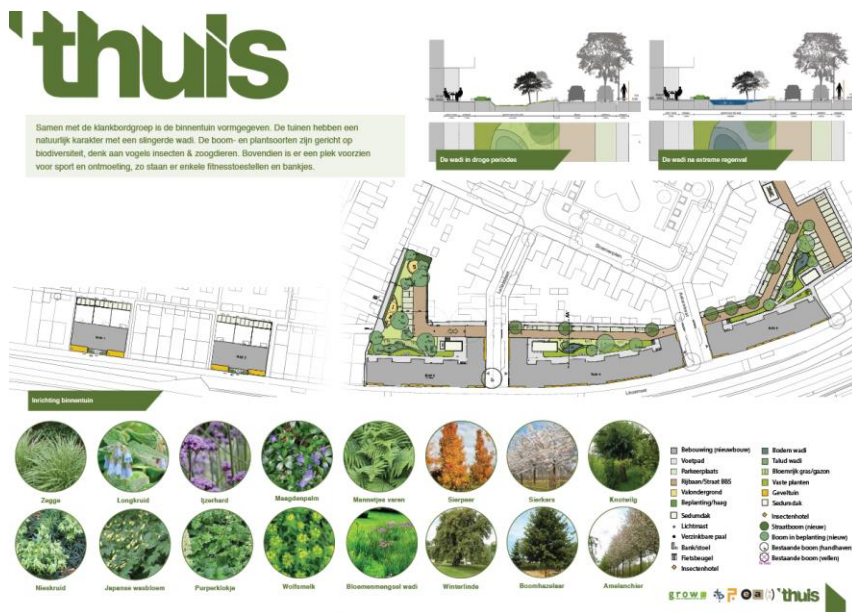 'thuis
Samen met de klankbordgroep is de binnentuin vormgegeven. De tuinen hebben een
natuurlijk karakter met een slingerde wadi. De boom- en plantsoorten zijn gericht op
biodiversiteit, denk aan vogels insecten & zoogdieren. Bovendien is er een plek voorzien
voor sport en ontmoeting, zo staan er enkele fitnesstoestellen en bankjes.
De wadi in droge periodes
De wadi na extreme regenval
Inrichting binnentuin
Zegge
Longkruid
Ijzerhard
Maagdenpalm
Mannetjes varen
Sierpeer
Sierkers
Knotwilg
Nieskruid
Japanse wasbloem
Purperklokje
Wolfsmelk
Bloemenmengsel wadi
Winterlinde
Boomhazelaar
Amelanchier
Bebouwing (nieuwbouw)
Voetpad
Parkeerplaats
Rijbaan/Straat BBS
Valondergrond
Beplanting/haag
Sedumdak
Lichtmast
Verzinkbare paal
Bank/stoel
Fietsbeugel
Insectenhotel
Bodem wadi
Talud wadi
Bloemrijk gras/gazon
Vaste planten
Geveltuin
Sedumdak
Insectenhotel
Straatboom (nieuw)
Boom in beplanting (nieuw)
Bestaande boom (handhaven)
Bestaande boom (vellen)
grow
'thuis